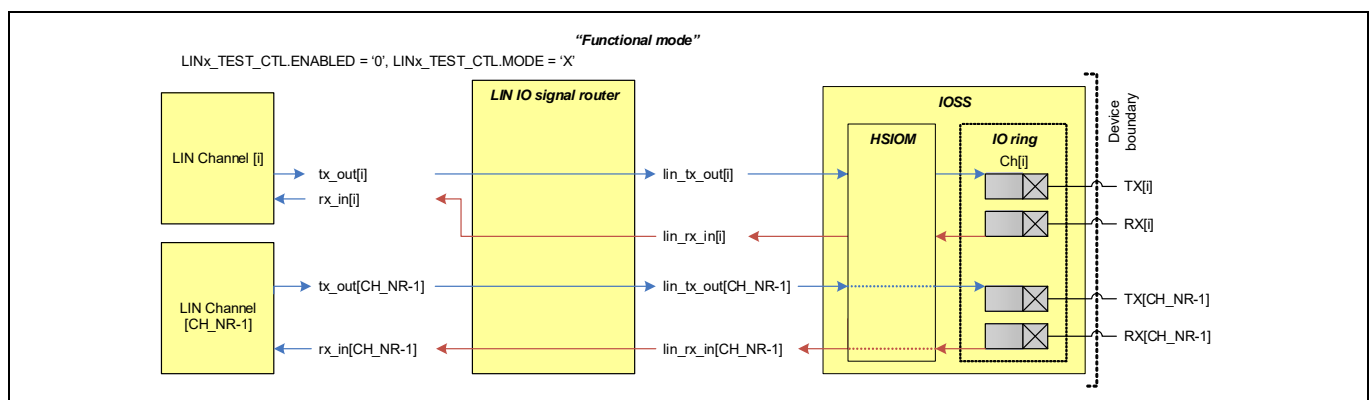 “Functional mode”
LINx_TEST_CTL.ENABLED = ‘0’, LINx_TEST_CTL.MODE = ‘X’
LIN IO signal router
IOSS
HSIOM
IO ring
Device
boundary
LIN Channel [i]
Ch[i]
tx_out[i]
lin_tx_out[i]
TX[i]
rx_in[i]
lin_rx_in[i]
RX[i]
LIN Channel
[CH_NR-1]
tx_out[CH_NR-1]
lin_tx_out[CH_NR-1]
TX[CH_NR-1]
rx_in[CH_NR-1]
lin_rx_in[CH_NR-1]
RX[CH_NR-1]